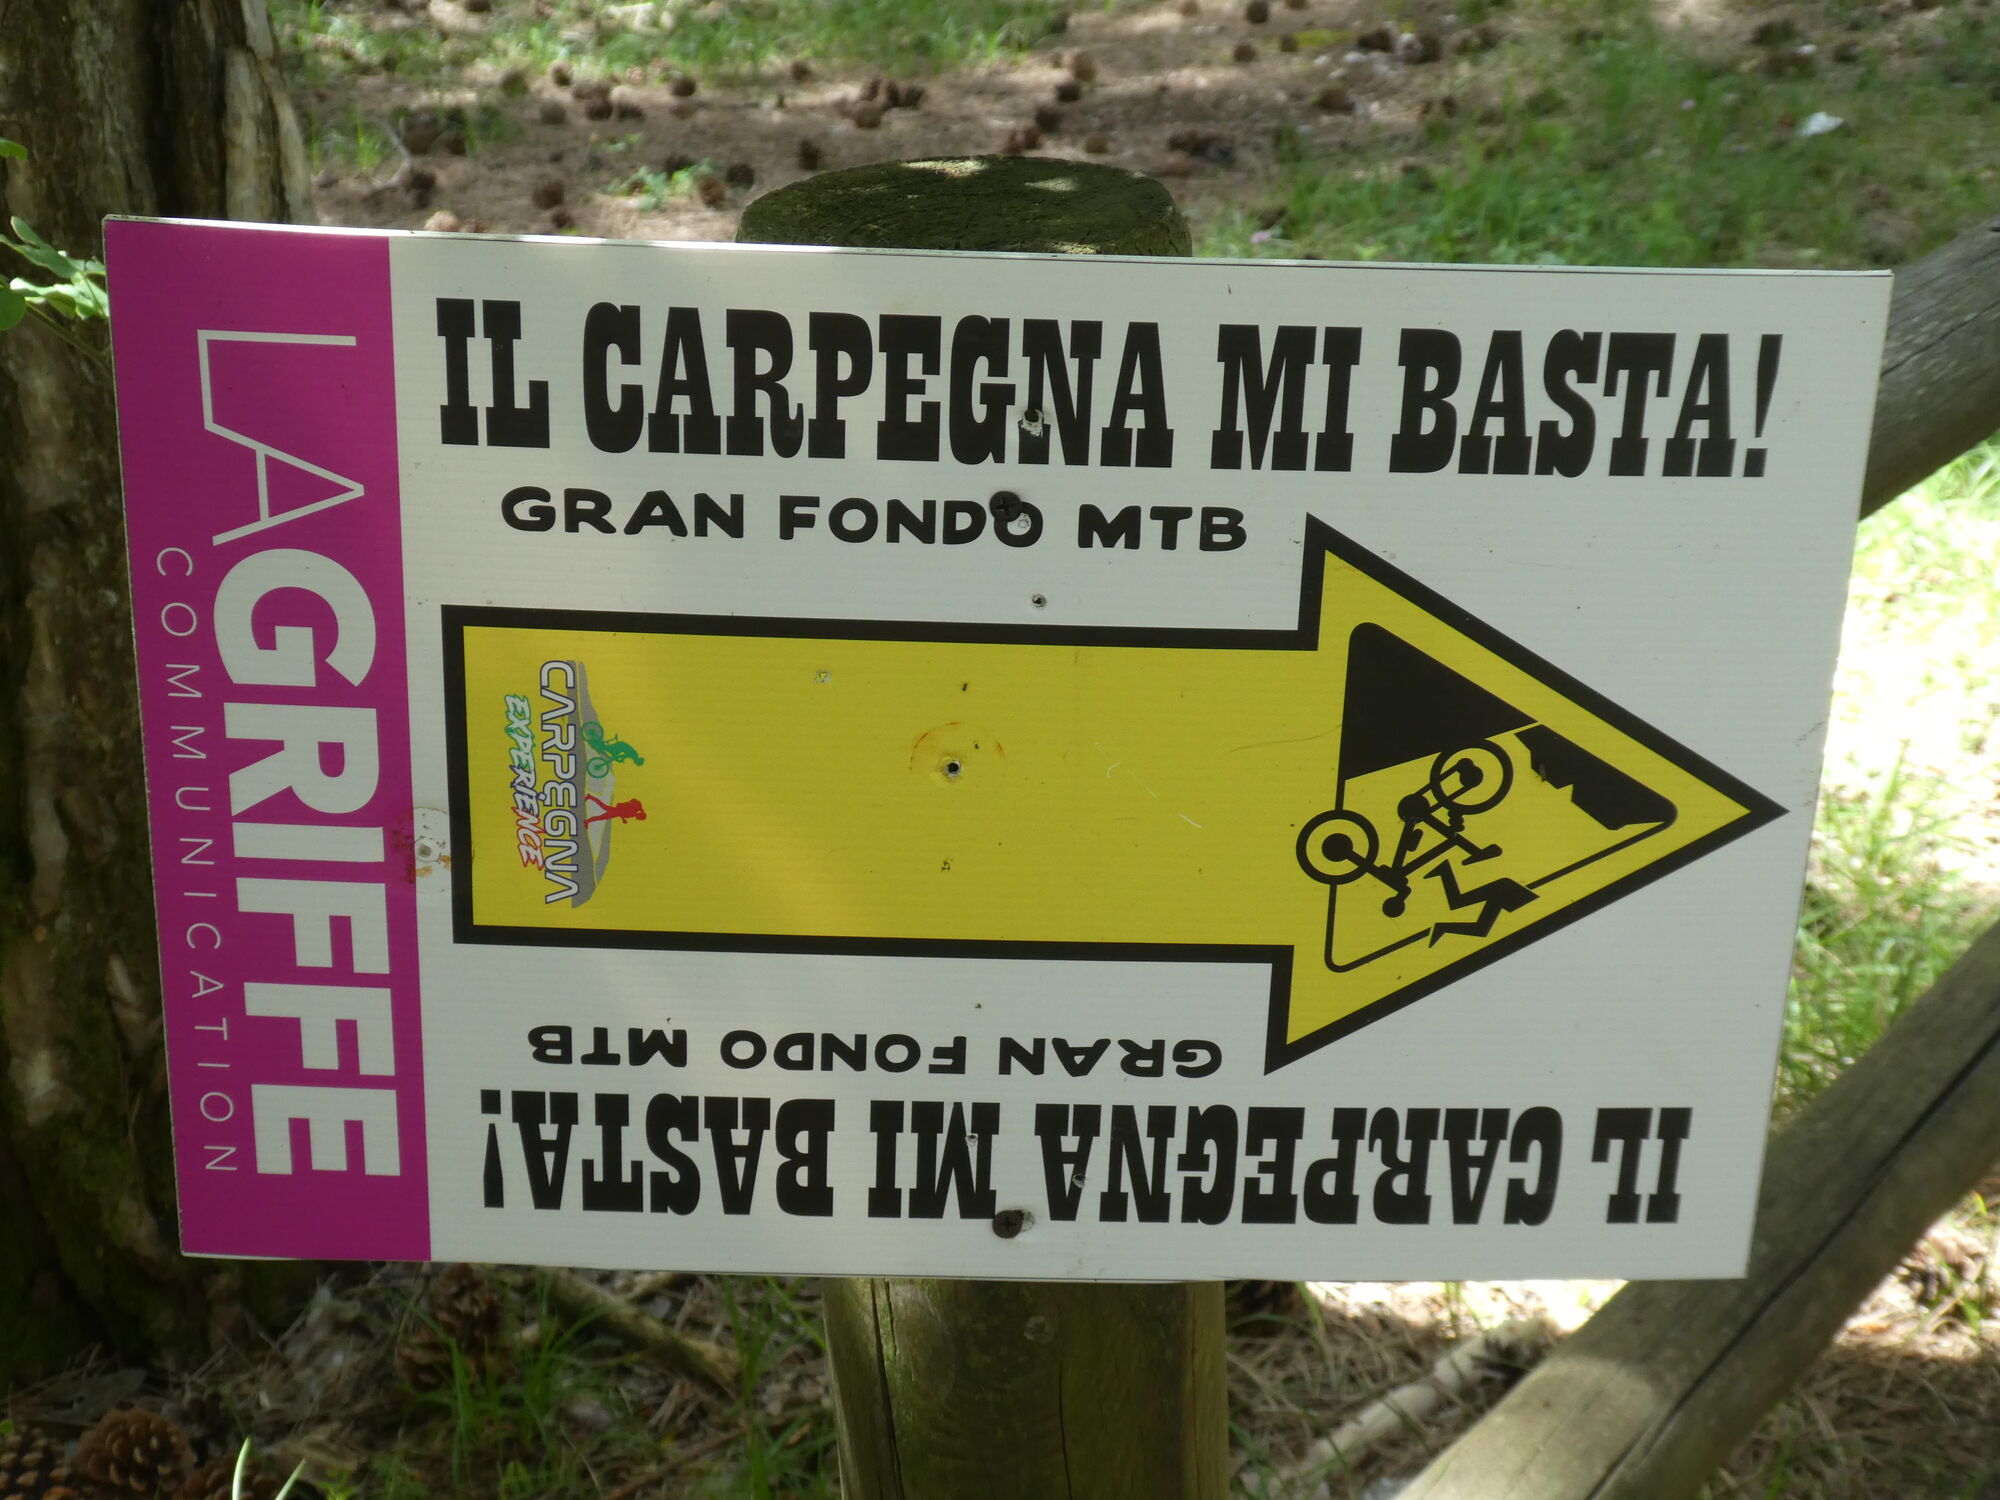 IL CARPEGNA MI BASTA!
GRAN FONDO MTB
LAGRIFFE
COMMUNICATION
CARPEGNA
EXPERIENCE
GRAN FONDO MTB
IL CARPEGNA MI BASTA!